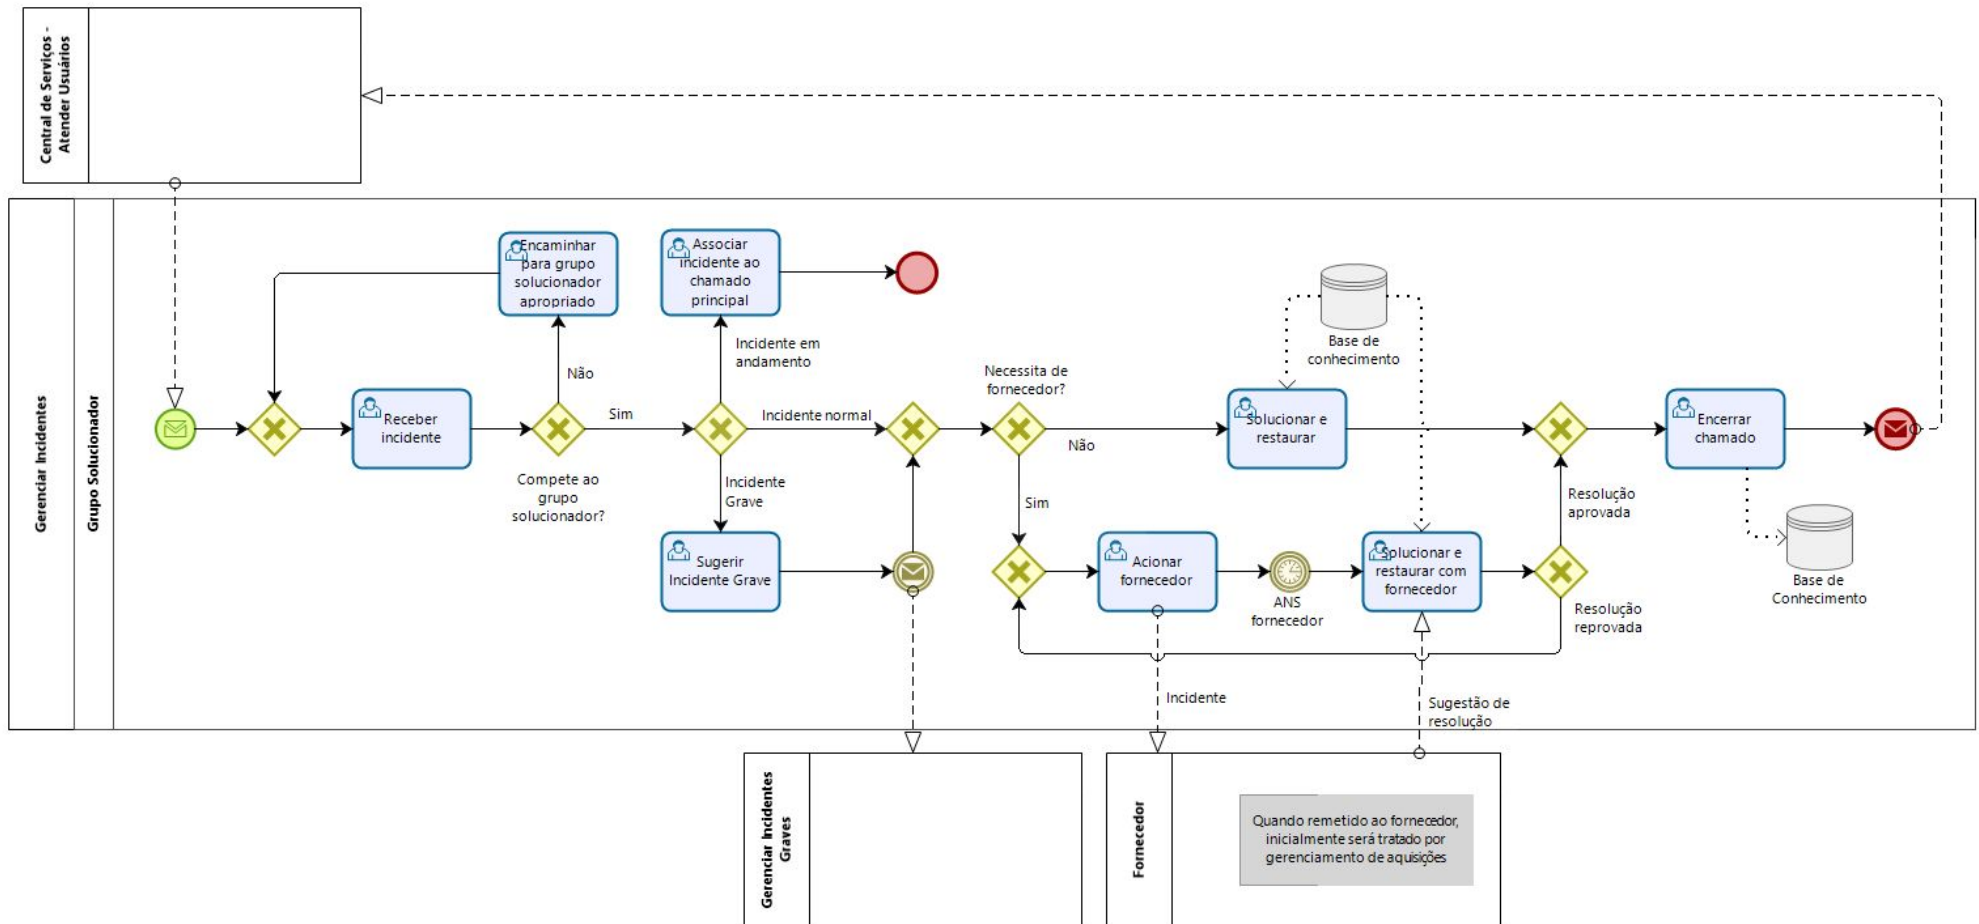 Central de Serviços -
Atender Usuários
Gerenciar Incidentes
Grupo Solucionador
Encaminhar
para grupo
solucionador
apropriado
Associar
incidente ao
chamado
principal
Incidente em
andamento
Não
Base de
conhecimento
Necessita de
fornecedor?
Receber
incidente
Sim
Incidente normal
Não
Solucionar e
restaurar
Encerrar
chamado
Compete ao
grupo
solucionador?
Incidente
Grave
Sim
Resolução
aprovada
Sugerir
Incidente Grave
Acionar
fornecedor
ANS
fornecedor
Solucionar e
restaurar com
fornecedor
Resolução
reprovada
Base de
Conhecimento
Incidente
Sugestão de
resolução
Gerenciar Incidentes
Graves
Fornecedor
Quando remetido ao fornecedor,
inicialmente será tratado por
gerenciamento de aquisições